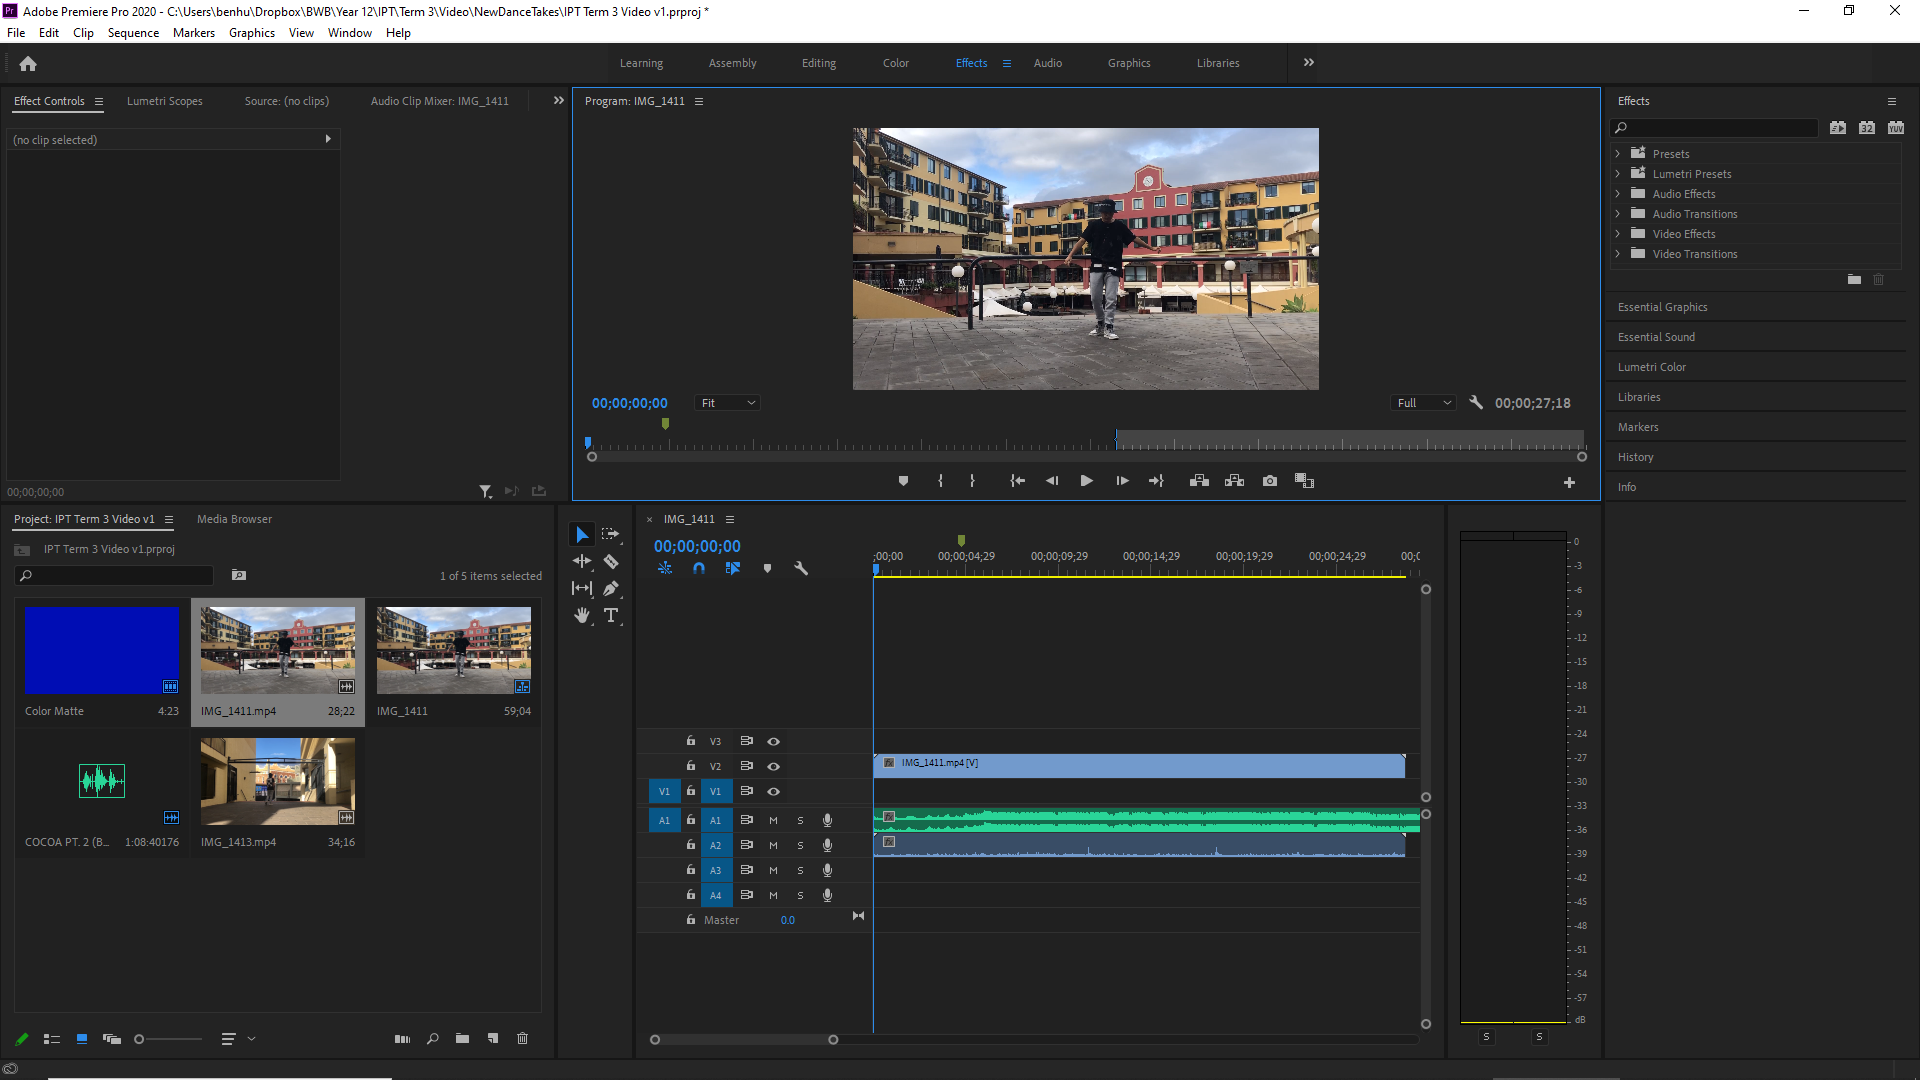 Pr Adobe Premiere Pro 2020 - C:\Users\benhu\Dropbox\BWB\Year 12\IPT\Term 3\Video\NewDanceTakes\IPT Term 3 Video v1.prproj *
File Edit Clip Sequence Markers Graphics View Window Help
Learning Assembly Editing Color Effects Audio Graphics Libraries
Effect Controls Lumetri Scopes Source: (no clips) Audio Clip Mixer: IMG_1411
(no clip selected)
00;00;00;00
Program: IMG_1411
00;00;00;00 Fit Full 00;00;27;18
Effects
32 YUV
Presets
Lumetri Presets
Audio Effects
Audio Transitions
Video Effects
Video Transitions
Essential Graphics
Essential Sound
Lumetri Color
Libraries
Markers
History
Info
Project: IPT Term 3 Video v1 Media Browser
IPT Term 3 Video v1.prproj
1 of 5 items selected
Color Matte 4:23
IMG_1411.mp4 28;22
IMG_1411 59;04
COCOA PT. 2 (B... 1:08:40176
IMG_1413.mp4 34;16
T
× IMG_1411
00;00;00;00
;00;00 00;00;04;29 00;00;09;29 00;00;14;29 00;00;19;29 00;00;24;29 00;0
V3
V2 fx IMG_1411.mp4 [V]
V1 V1
A1 A1 M S fx
A2 M S fx
A3 M S
A4 M S
Master 0.0
0
-3
-6
-9
-12
-15
-18
-21
-24
-27
-30
-33
-36
-39
-42
-45
-48
-51
-54
-57
dB
S S